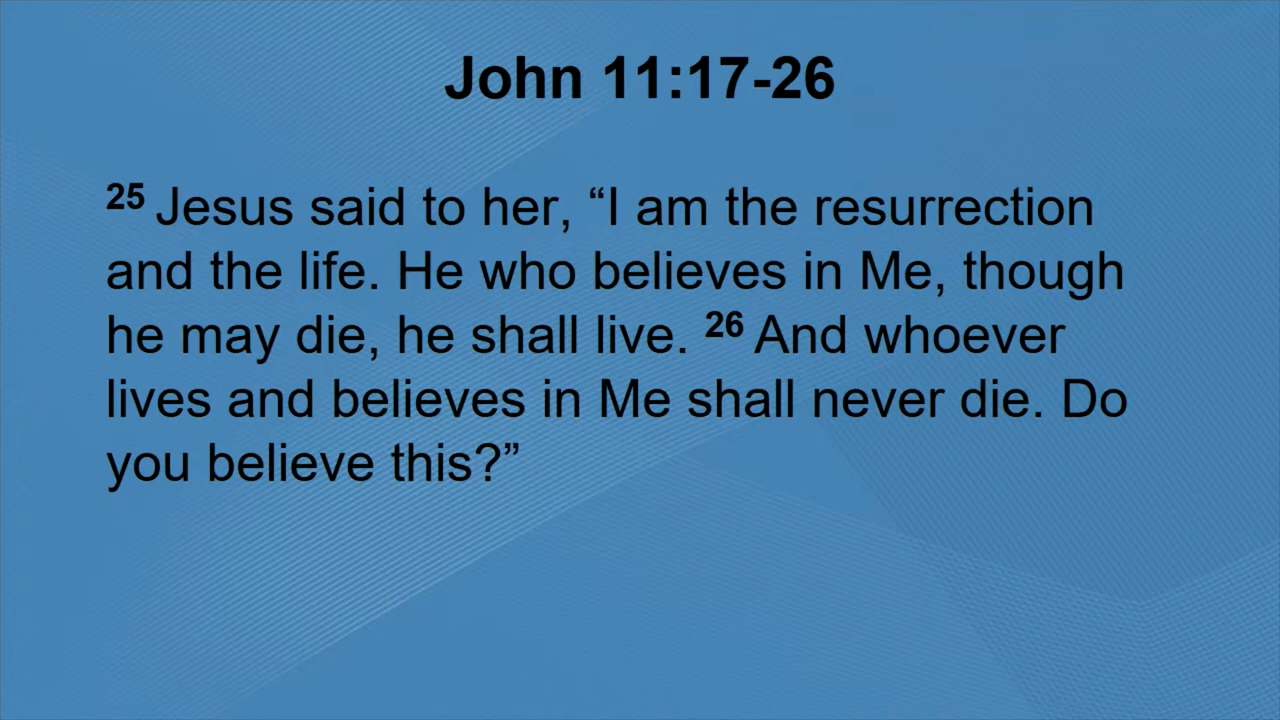 John 11:17-26
25 Jesus said to her, “I am the resurrection
and the life. He who believes in Me, though
he may die, he shall live. 26 And whoever
lives and believes in Me shall never die. Do
you believe this?”